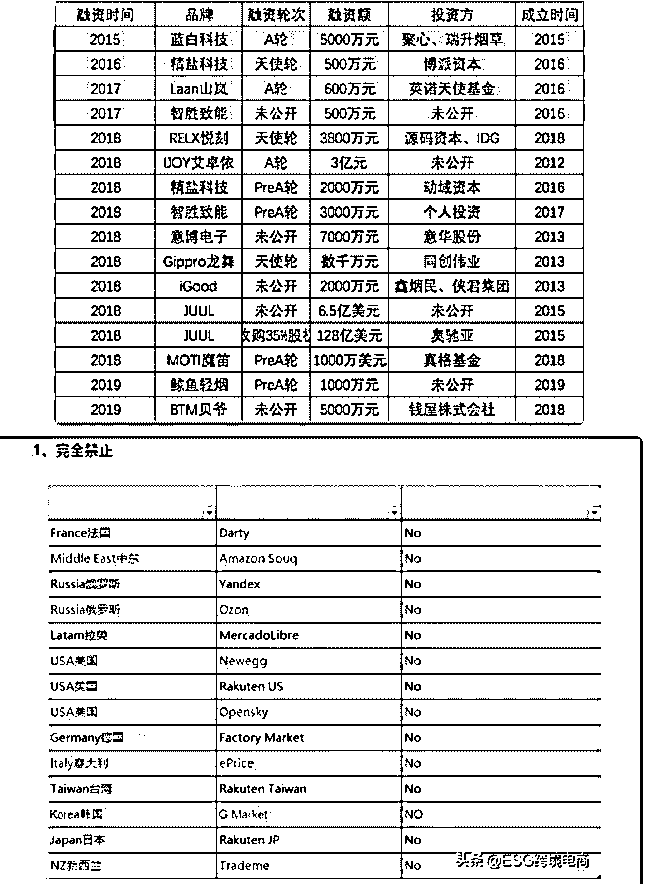 融资时间 品牌 融资轮次 融资额 投资方 成立时间
2015 蓝白科技 A轮 5000万元 聚心、瑞升烟草 2015
2016 精盐科技 天使轮 500万元 博派资本 2016
2017 Laan山岚 A轮 600万元 英诺天使基金 2016
2017 智胜致能 未公开 500万元 未公开 2016
2018 RELX悦刻 天使轮 3800万元 源码资本、IDG 2018
2018 IJOY艾卓依 A轮 3亿元 未公开 2012
2018 精盐科技 PreA轮 2000万元 动域资本 2016
2018 智胜致能 PreA轮 3000万元 个人投资 2017
2018 意博电子 未公开 7000万元 意华股份 2013
2018 Gippro龙舞 天使轮 数千万元 同创伟业 2013
2018 iGood 未公开 2000万元 鑫炳民、侠君集团 2013
2018 JUUL 未公开 6.5亿美元 未公开 2015
2018 JUUL 收购35%股权 128亿美元 奥驰亚 2015
2018 MOTI魔笛 PreA轮 1000万美元 真格基金 2018
2019 鲸鱼轻烟 PreA轮 1000万元 未公开 2019
2019 BTM贝爷 未公开 5000万元 钱屋株式会社 2018
1、完全禁止
France法国 Darty No
Middle East中东 Amazon Souq No
Russia俄罗斯 Yandex No
Russia俄罗斯 Ozon No
Latam拉美 MercadoLibre No
USA美国 Newegg No
USA美国 Rakuten US No
USA美国 Opensky No
Germany德国 Factory Market No
Italy意大利 ePrice No
Taiwan台湾 Rakuten Taiwan No
Korea韩国 G Market NO
Japan日本 Rakuten JP No
NZ新西兰 Trademe No
头条 @ESG跨境电商